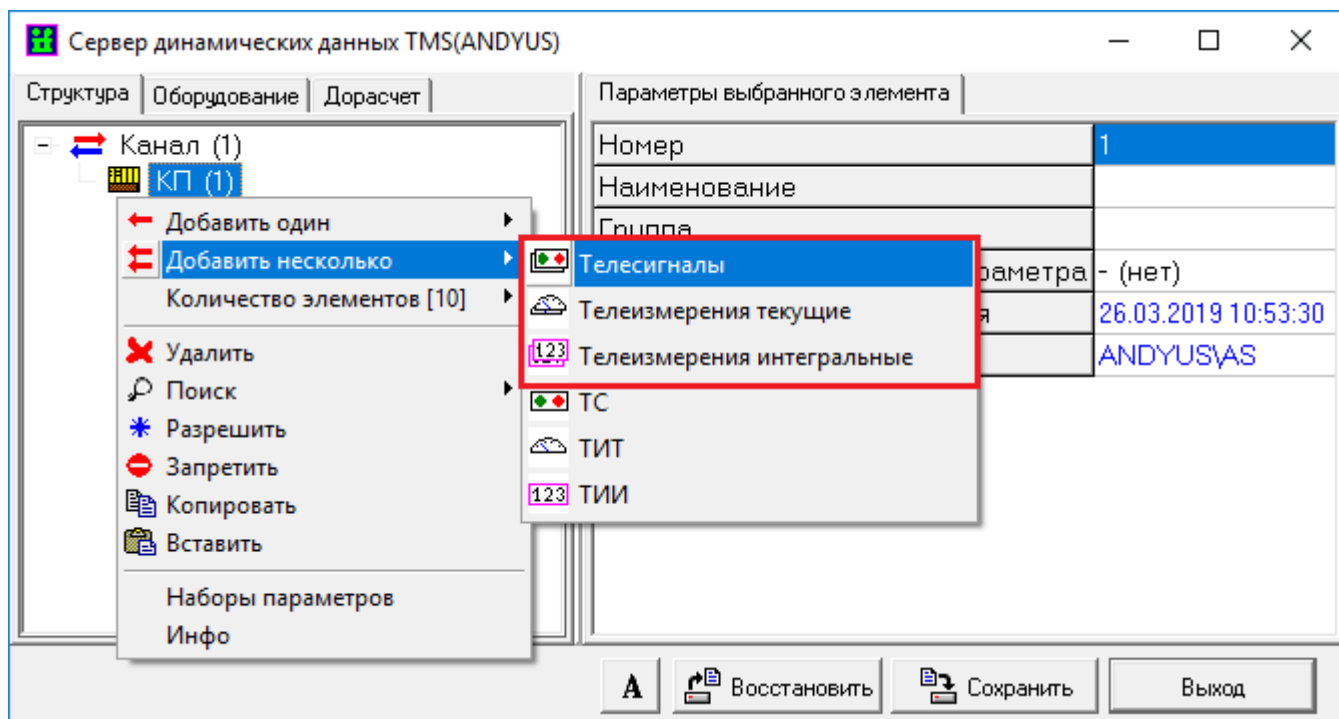 Сервер динамических данных TMS(ANDYUS)
Структура Оборудование Дорасчет
Параметры выбранного элемента
Канал (1)
КП (1)
Номер 1
Наименование
Группа
- (нет)
26.03.2019 10:53:30
ANDYUS\AS
Добавить один
Добавить несколько
Количество элементов [10]
Удалить
Поиск
Разрешить
Запретить
Копировать
Вставить
Наборы параметров
Инфо
Телесигналы
Телеизмерения текущие
123 Телеизмерения интегральные
ТС
ТИТ
123 ТИИ
A Восстановить Сохранить Выход